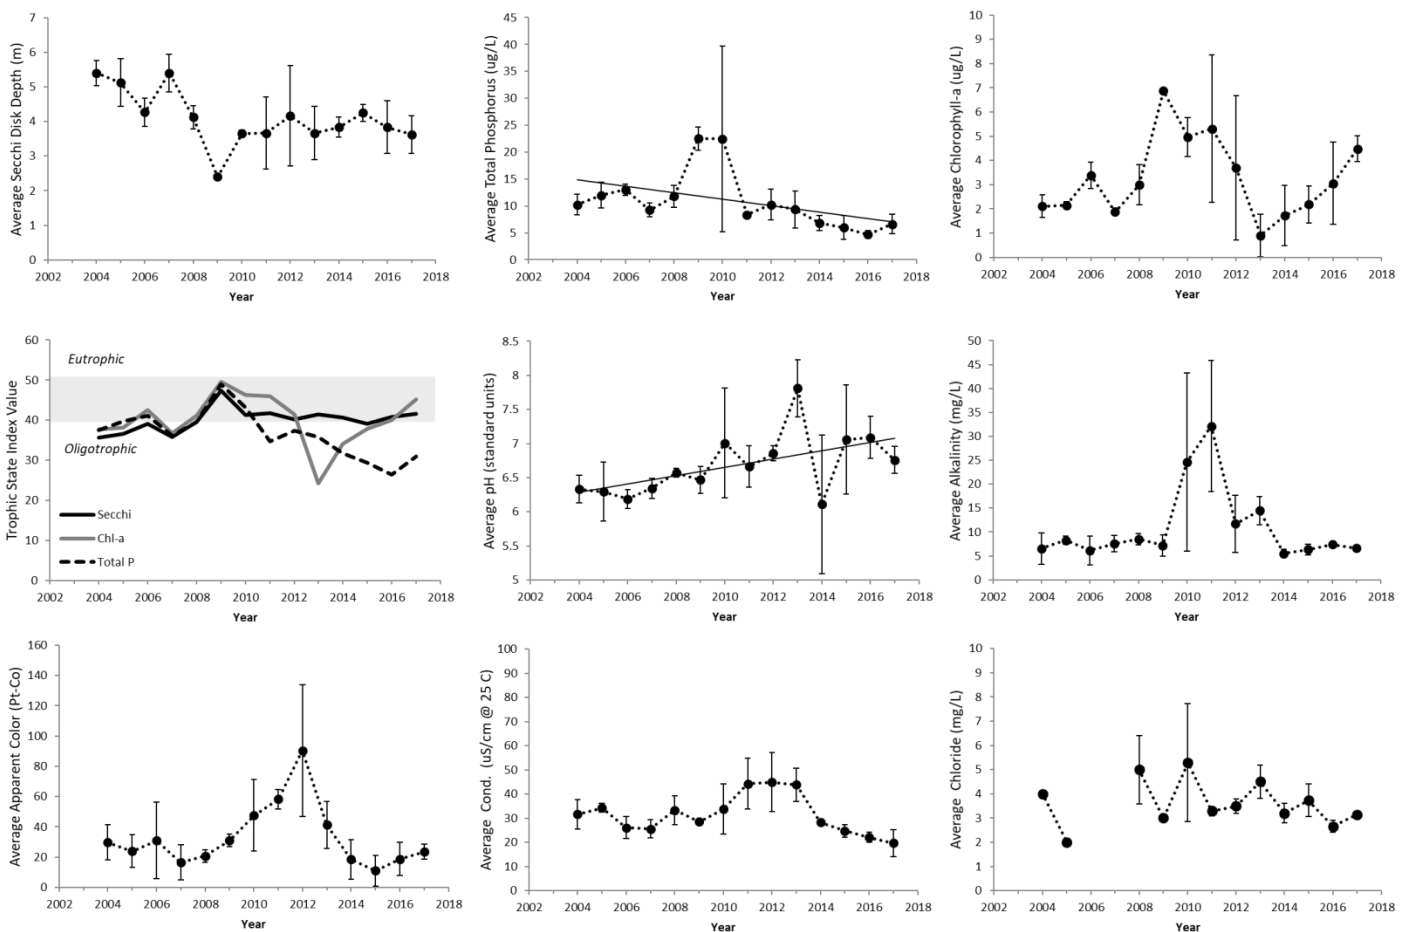 Average Secchi Disk Depth (m)
7
6
5
4
3
2
1
0
2002 2004 2006 2008 2010 2012 2014 2016 2018
Year
Average Total Phosphorus (ug/L)
45
40
35
30
25
20
15
10
5
0
2002 2004 2006 2008 2010 2012 2014 2016 2018
Year
Average Chlorophyll-a (ug/L)
10
9
8
7
6
5
4
3
2
1
0
2002 2004 2006 2008 2010 2012 2014 2016 2018
Year
Trophic State Index Value
60
50
40
30
20
10
0
Eutrophic
Oligotrophic
Secchi
Chl-a
Total P
2002 2004 2006 2008 2010 2012 2014 2016 2018
Year
Average pH (standard units)
8.5
8
7.5
7
6.5
6
5.5
5
2002 2004 2006 2008 2010 2012 2014 2016 2018
Year
Average Alkalinity (mg/L)
50
45
40
35
30
25
20
15
10
5
0
2002 2004 2006 2008 2010 2012 2014 2016 2018
Year
Average Apparent Color (Pt-Co)
160
140
120
100
80
60
40
20
0
2002 2004 2006 2008 2010 2012 2014 2016 2018
Year
Average Cond. (uS/cm @ 25 C)
100
90
80
70
60
50
40
30
20
10
0
2002 2004 2006 2008 2010 2012 2014 2016 2018
Year
Average Chloride (mg/L)
10
9
8
7
6
5
4
3
2
1
0
2002 2004 2006 2008 2010 2012 2014 2016 2018
Year